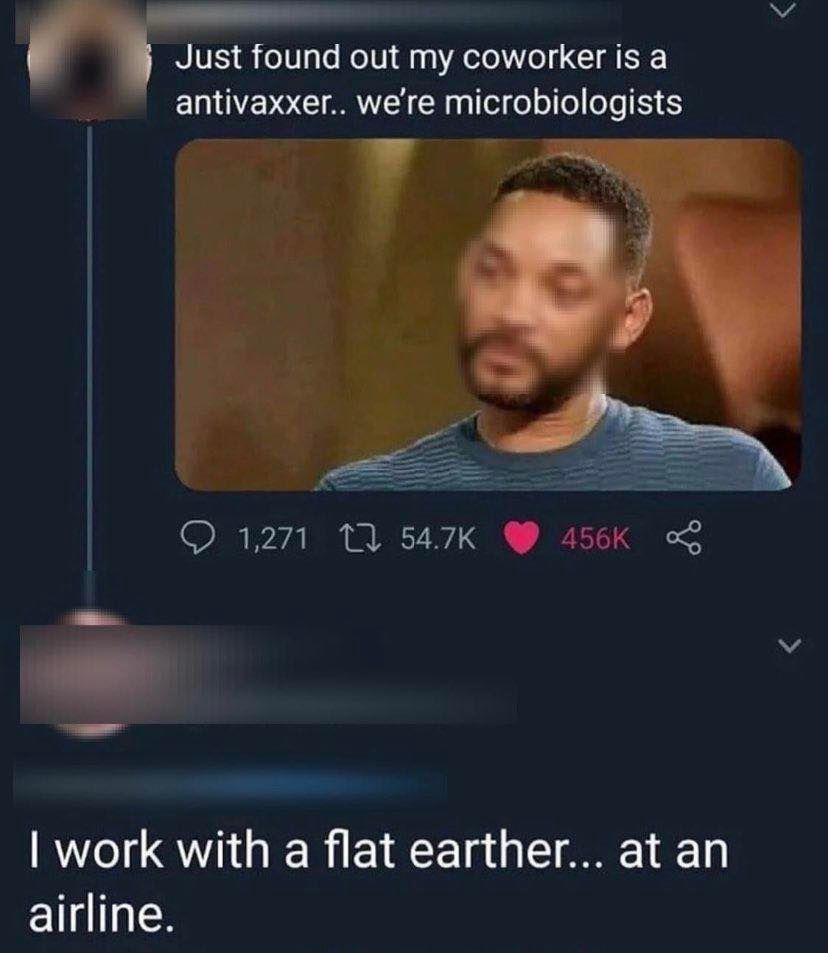 Just found out my coworker is a
antivaxxer.. we're microbiologists
1,271 54.7K 456K
I work with a flat earther... at an
airline.